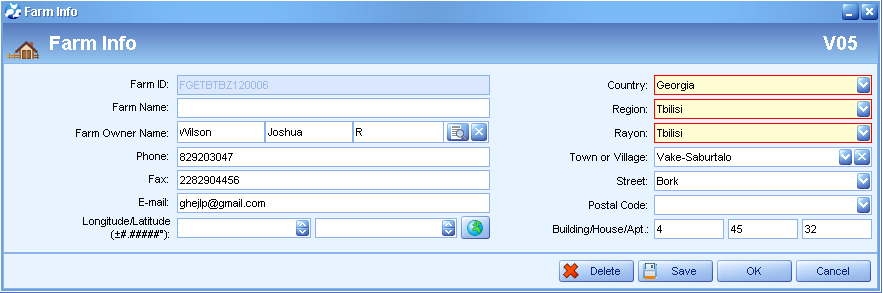 Farm Info
Farm Info V05
Farm ID: FGETBTBZ120006
Farm Name:
Farm Owner Name: Wilson Joshua R
Phone: 829203047
Fax: 2282904456
E-mail: ghejlp@gmail.com
Longitude/Latitude
(±#.#####°):
Country: Georgia
Region: Tbilisi
Rayon: Tbilisi
Town or Village: Vake-Saburtalo
Street: Bork
Postal Code:
Building/House/Apt.: 4 45 32
Delete Save OK Cancel